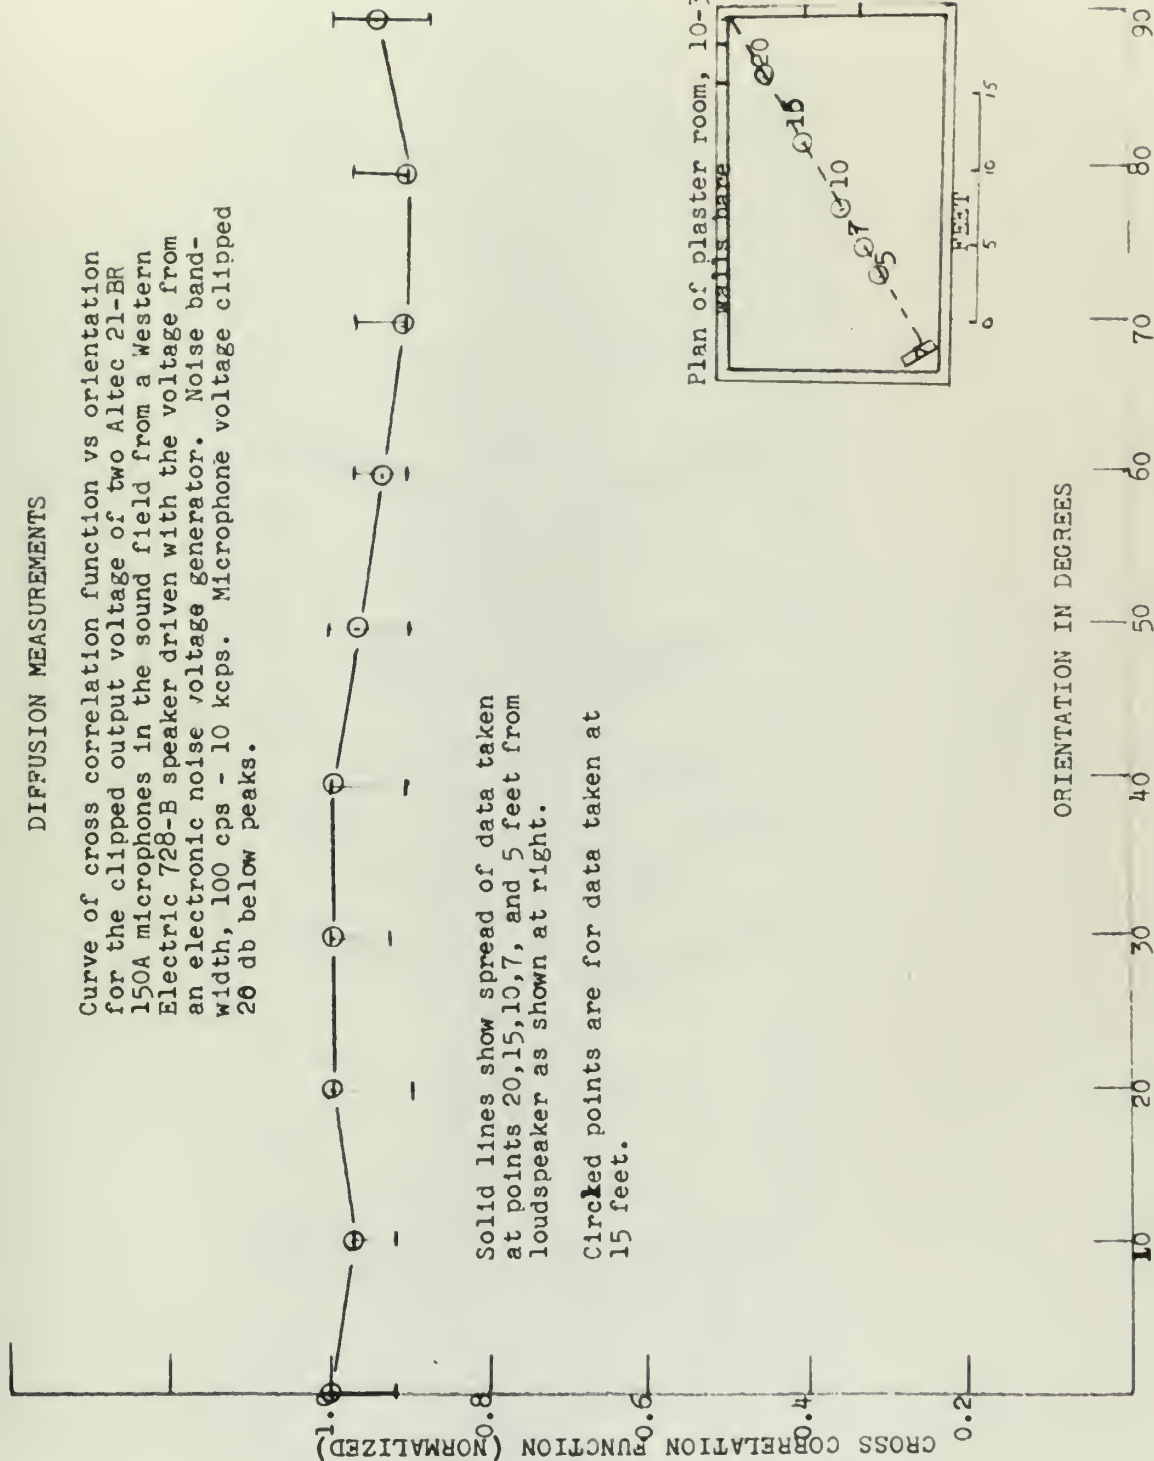 DIFFUSION MEASUREMENTS
Curve of cross correlation function vs orientation
for the clipped output voltage of two Altec 21-BR
150A microphones in the sound field from a Western
Electric 728-B speaker driven with the voltage from
an electronic noise voltage generator. Noise band-
width, 100 cps - 10 kcps. Microphone voltage clipped
20 db below peaks.
Solid lines show spread of data taken
at points 20,15,10,7, and 5 feet from
loudspeaker as shown at right.
Circked points are for data taken at
15 feet.
Plan of plaster room, 10-
walls bare
20
15
10
7
5
FEET
0 5 10 15
CROSS CORRELATION FUNCTION (NORMALIZED)
1.0
0.8
0.6
0.4
0.2
10 20 30 40 50 60 70 80 90
ORIENTATION IN DEGREES